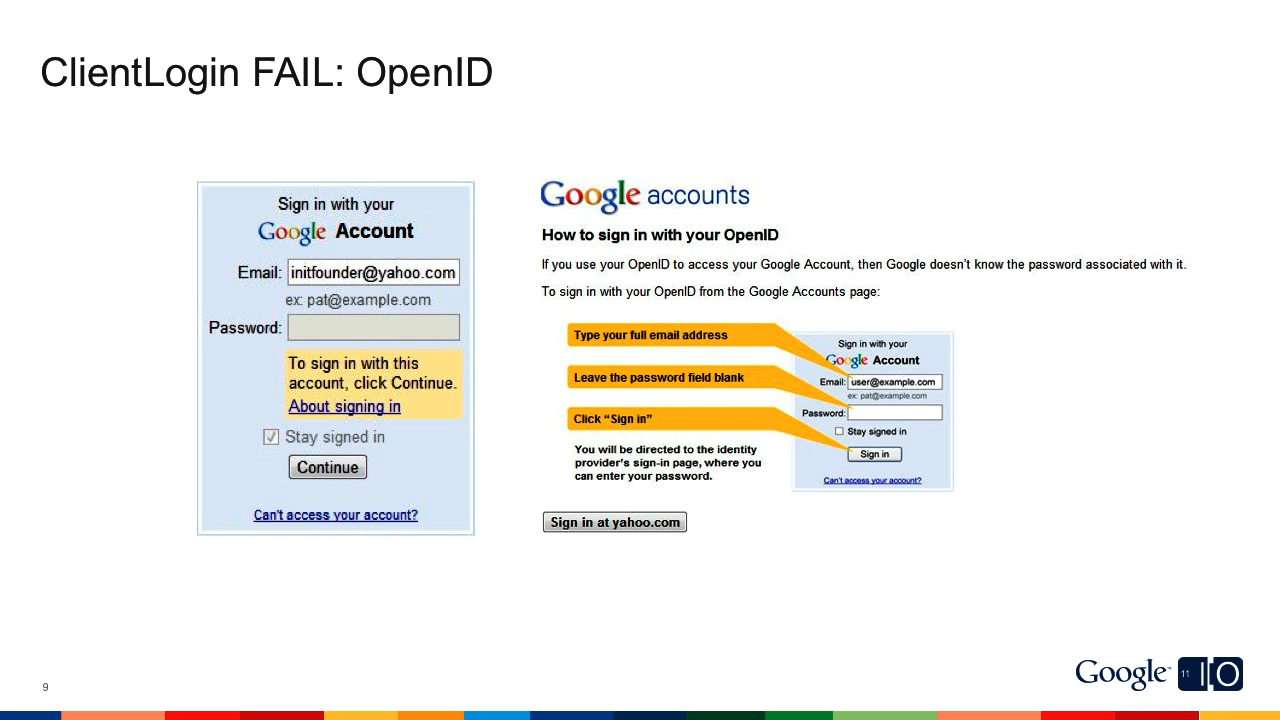 ClientLogin FAIL: OpenID
Sign in with your
Google Account
Email: initfounder@yahoo.com
ex: pat@example.com
Password:
To sign in with this
account, click Continue.
About signing in
Stay signed in
Continue
Can't access your account?
Google accounts
How to sign in with your OpenID
If you use your OpenID to access your Google Account, then Google doesn't know the password associated with it.
To sign in with your OpenID from the Google Accounts page:
Type your full email address
Leave the password field blank
Click “Sign in”
You will be directed to the identity
provider's sign-in page, where you
can enter your password.
Sign in with your
Google Account
Email: user@example.com
ex: pat@example.com
Password:
Stay signed in
Sign in
Can't access your account?
Sign in at yahoo.com
9
Google™ 11 IO